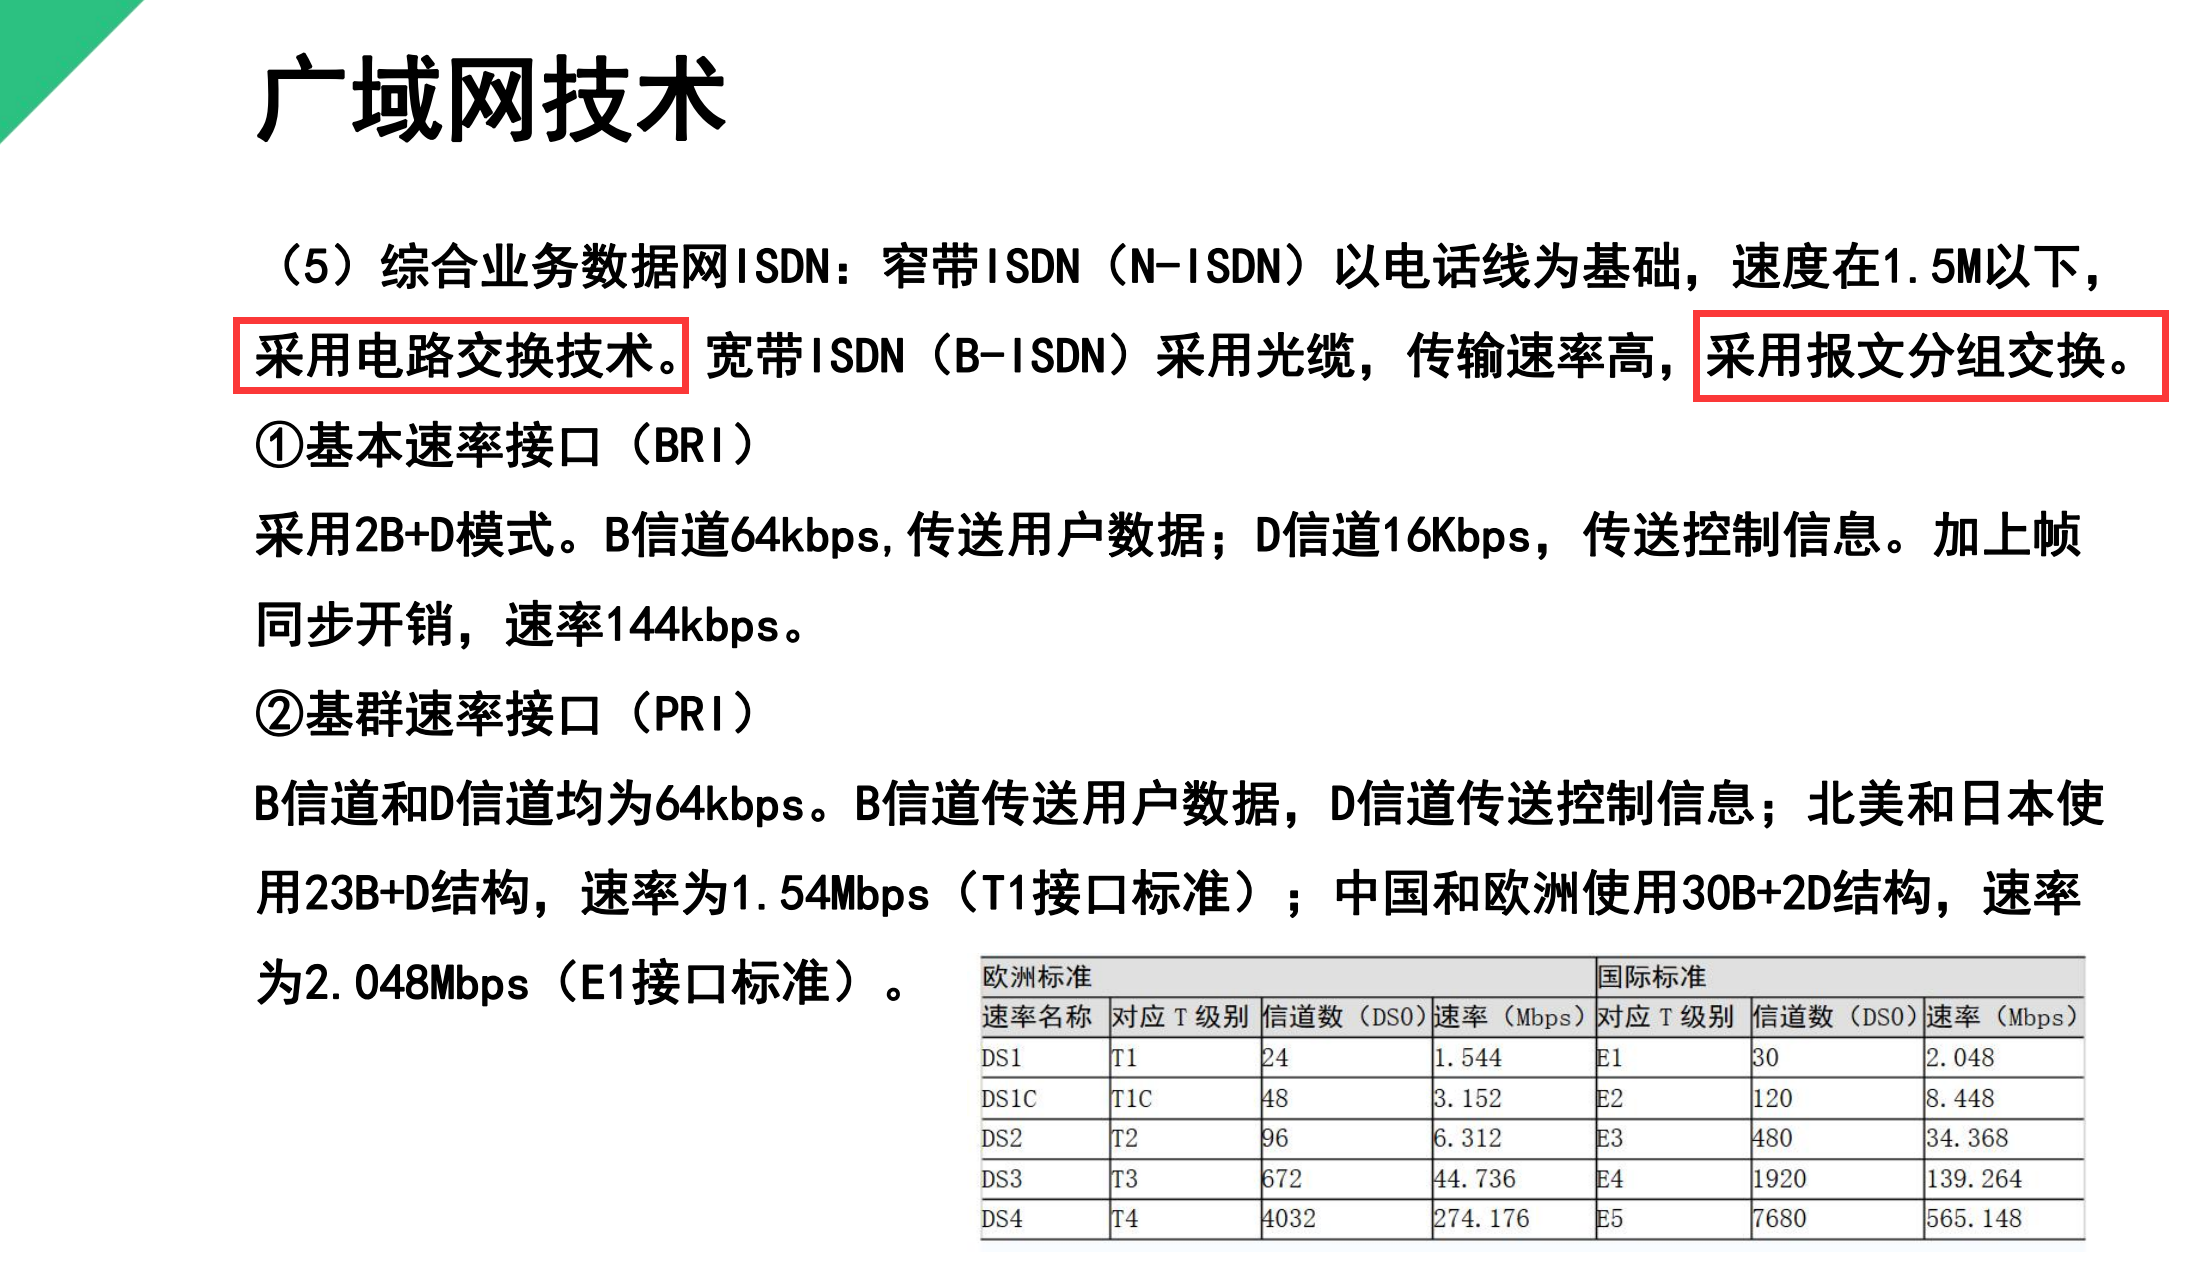 广域网技术
（5）综合业务数据网ISDN：窄带ISDN（N-ISDN）以电话线为基础，速度在1.5M以下，
采用电路交换技术。宽带ISDN（B-ISDN）采用光缆，传输速率高，采用报文分组交换。
①基本速率接口（BRI）
采用2B+D模式。B信道64kbps,传送用户数据；D信道16Kbps，传送控制信息。加上帧
同步开销，速率144kbps。
②基群速率接口（PRI）
B信道和D信道均为64kbps。B信道传送用户数据，D信道传送控制信息；北美和日本使
用23B+D结构，速率为1.54Mbps（T1接口标准）；中国和欧洲使用30B+2D结构，速率
为2.048Mbps（E1接口标准）。
欧洲标准 国际标准
速率名称 对应 T 级别 信道数（DS0） 速率（Mbps） 对应 T 级别 信道数（DS0） 速率（Mbps）
DS1 T1 24 1.544 E1 30 2.048
DS1C T1C 48 3.152 E2 120 8.448
DS2 T2 96 6.312 E3 480 34.368
DS3 T3 672 44.736 E4 1920 139.264
DS4 T4 4032 274.176 E5 7680 565.148